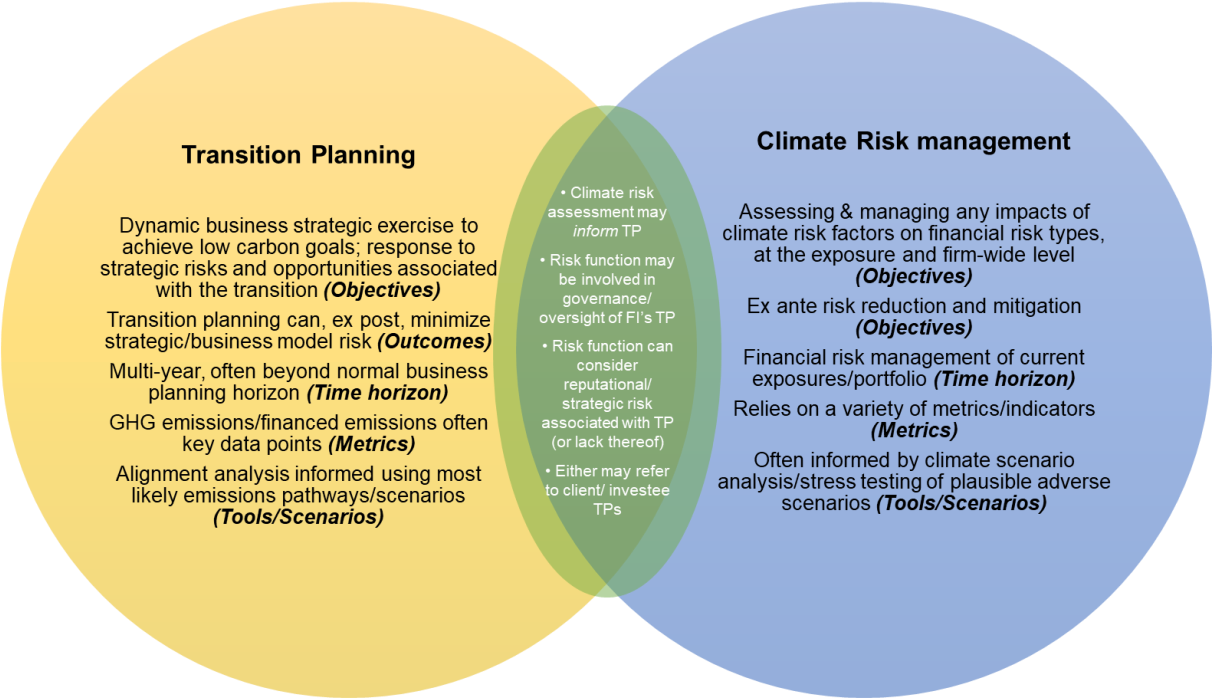 Transition Planning
Dynamic business strategic exercise to
achieve low carbon goals; response to
strategic risks and opportunities associated
with the transition (Objectives)
Transition planning can, ex post, minimize
strategic/business model risk (Outcomes)
Multi-year, often beyond normal business
planning horizon (Time horizon)
GHG emissions/financed emissions often
key data points (Metrics)
Alignment analysis informed using most
likely emissions pathways/scenarios
(Tools/Scenarios)
• Climate risk
assessment may
inform TP
• Risk function may
be involved in
governance/
oversight of FI's TP
• Risk function can
consider
reputational/
strategic risk
associated with TP
(or lack thereof)
• Either may refer
to client/ investee
TPs
Climate Risk management
Assessing & managing any impacts of
climate risk factors on financial risk types,
at the exposure and firm-wide level
(Objectives)
Ex ante risk reduction and mitigation
(Objectives)
Financial risk management of current
exposures/portfolio (Time horizon)
Relies on a variety of metrics/indicators
(Metrics)
Often informed by climate scenario
analysis/stress testing of plausible adverse
scenarios (Tools/Scenarios)